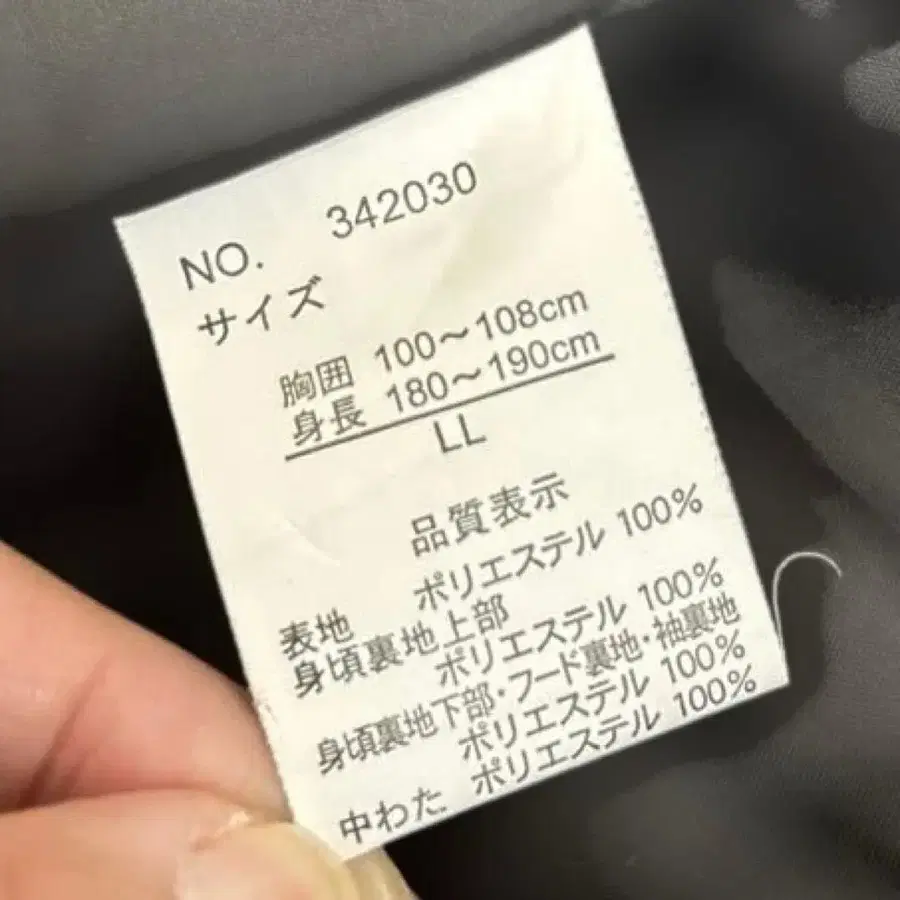 NO. 342030
サイズ
胸囲 100～108cm
身長 180～190cm
LL
品質表示
表地 ポリエステル 100%
身頃裏地上部
ポリエステル 100%
身頃裏地下部・フード裏地・袖裏地
ポリエステル 100%
中わた ポリエステル 100%